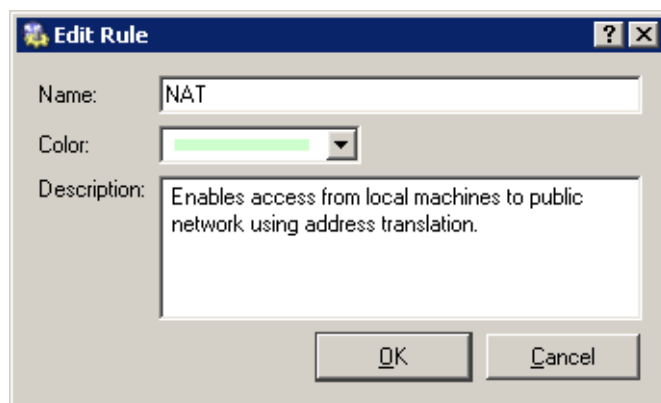 Edit Rule
Name: NAT
Color:
Description: Enables access from local machines to public
network using address translation.
OK Cancel